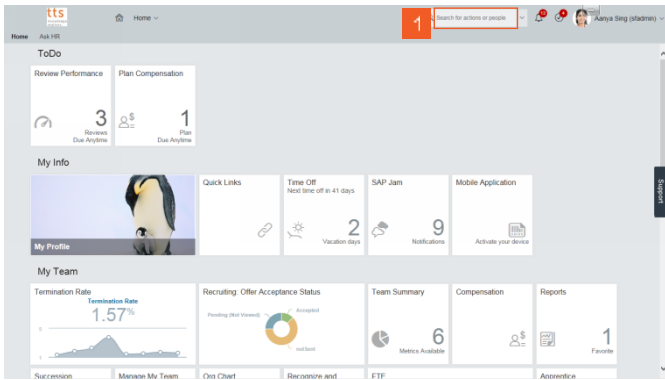 tts
Home
1
Search for actions or people
Aanya Sing (sfadmin)
Home Ask HR
ToDo
Review Performance
3
Reviews
Due Anytime
Plan Compensation
1
Plan
Due Anytime
My Info
My Profile
Quick Links
Time Off
Next time off in 41 days
2
Vacation days
SAP Jam
9
Notifications
Mobile Application
Activate your device
Support
My Team
Termination Rate
Termination Rate
1.57%
Recruiting: Offer Acceptance Status
Pending (Not Viewed)
Accepted
Team Summary
6
Metrics Available
Compensation
Reports
1
Favorite
Succession
Manage My Team
Org Chart
Recognize and
FTE
Apprentice